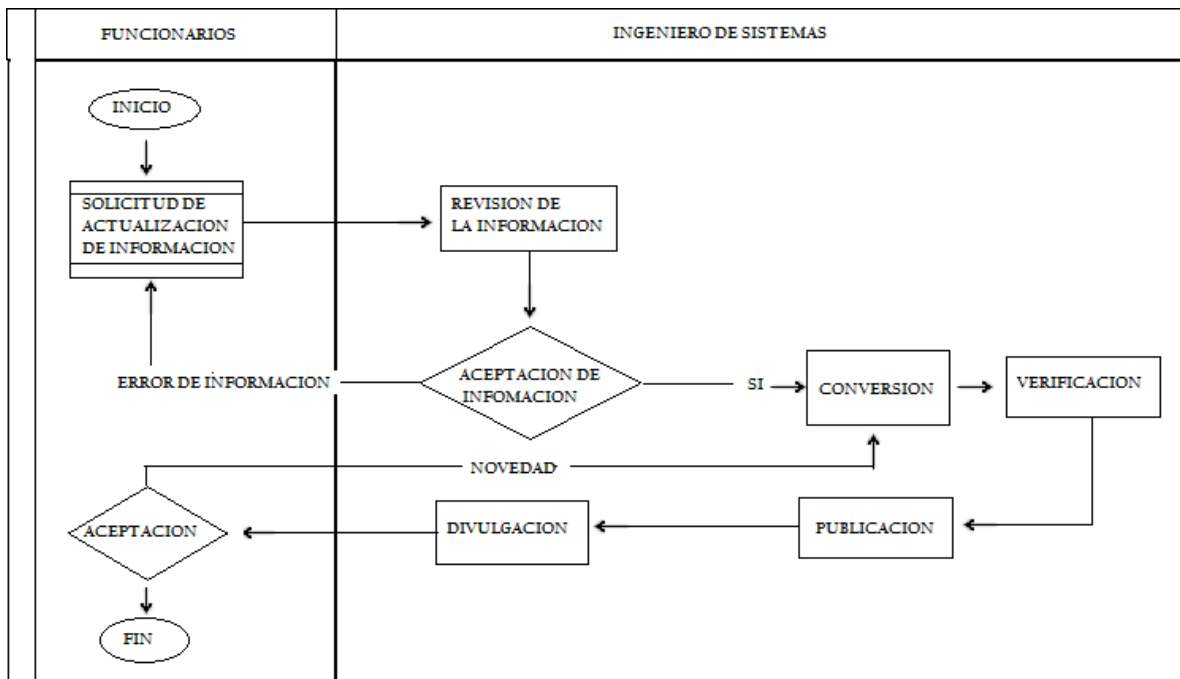 FUNCIONARIOS
INGENIERO DE SISTEMAS
INICIO
SOLICITUD DE
ACTUALIZACION
DE INFORMACION
REVISION DE
LA INFORMACION
ERROR DE INFORMACION
ACEPTACION DE
INFOMACION
SI
CONVERSION
VERIFICACION
NOVEDAD
ACEPTACION
DIVULGACION
PUBLICACION
FIN